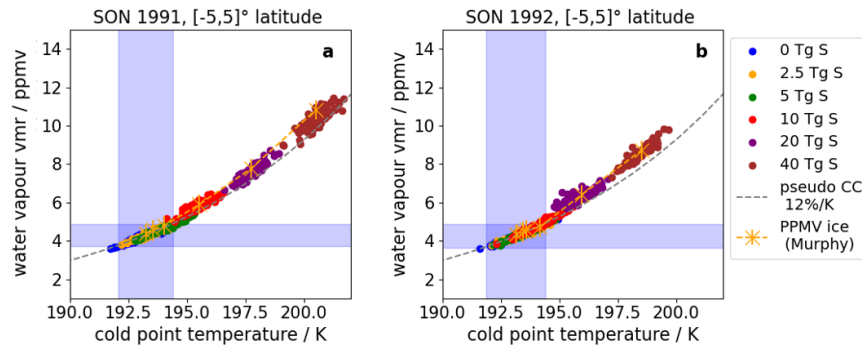 SON 1991, [-5,5]° latitude
a
14
12
10
8
6
4
2
water vapour vmr / ppmv
190.0 192.5 195.0 197.5 200.0
cold point temperature / K
SON 1992, [-5,5]° latitude
b
14
12
10
8
6
4
2
water vapour vmr / ppmv
190.0 192.5 195.0 197.5 200.0
cold point temperature / K
0 Tg S
2.5 Tg S
5 Tg S
10 Tg S
20 Tg S
40 Tg S
pseudo CC
12%/K
PPMV ice
(Murphy)